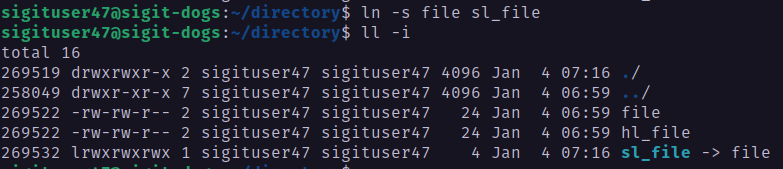 sigituser47@sigit-dogs:~/directory$ ln -s file sl_file
sigituser47@sigit-dogs:~/directory$ ll -i
total 16
269519 drwxrwxr-x 2 sigituser47 sigituser47 4096 Jan  4 07:16 ./
258049 drwxr-xr-x 7 sigituser47 sigituser47 4096 Jan  4 06:59 ../
269522 -rw-rw-r-- 2 sigituser47 sigituser47   24 Jan  4 06:59 file
269522 -rw-rw-r-- 2 sigituser47 sigituser47   24 Jan  4 06:59 hl_file
269532 lrwxrwxrwx 1 sigituser47 sigituser47    4 Jan  4 07:16 sl_file -> file